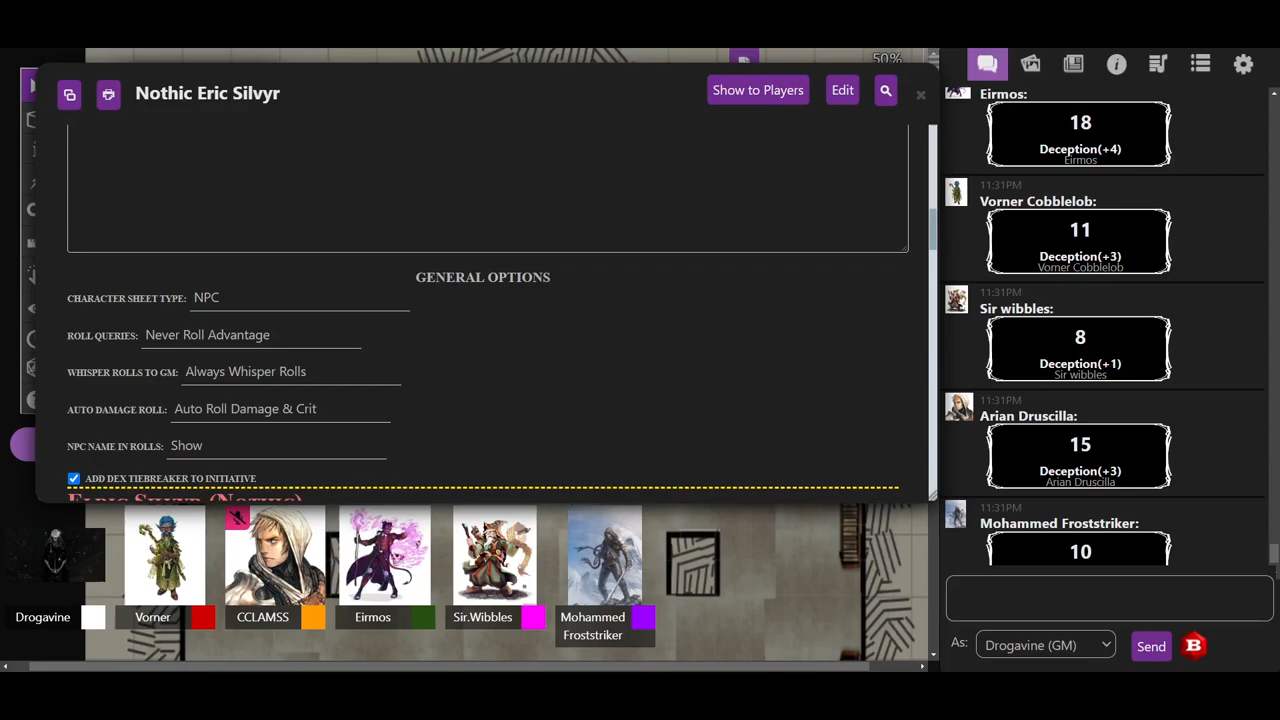 50%
Nothic Eric Silvyr
Show to Players
Edit
GENERAL OPTIONS
CHARACTER SHEET TYPE: NPC
ROLL QUERIES: Never Roll Advantage
WHISPER ROLLS TO GM: Always Whisper Rolls
AUTO DAMAGE ROLL: Auto Roll Damage & Crit
NPC NAME IN ROLLS: Show
ADD DEX TIEBREAKER TO INITIATIVE
Elric Silvyr (Nothic)
Drogavine
Vorner
CCLAMSS
Eirmos
Sir.Wibbles
Mohammed
Froststriker
Eirmos:
18
Deception(+4)
Eirmos
11:31PM
Vorner Cobblelob:
11
Deception(+3)
Vorner Cobblelob
11:31PM
Sir wibbles:
8
Deception(+1)
Sir wibbles
11:31PM
Arian Druscilla:
15
Deception(+3)
Arian Druscilla
11:31PM
Mohammed Froststriker:
10
As:
Drogavine (GM)
Send
B